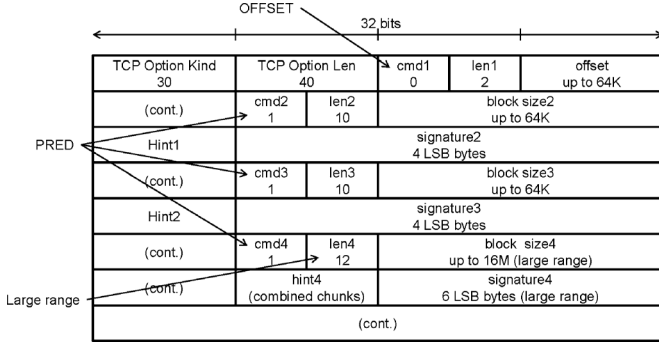 OFFSET
32 bits
TCP Option Kind TCP Option Len cmd1 len1 offset
30 40 0 2 up to 64K
(cont.) cmd2 len2 block size2
1 10 up to 64K
PRED
Hint1 signature2
4 LSB bytes
(cont.) cmd3 len3 block size3
1 10 up to 64K
Hint2 signature3
4 LSB bytes
(cont.) cmd4 len4 block size4
1 12 up to 16M (large range)
Large range
(cont.) hint4 signature4
(combined chunks) 6 LSB bytes (large range)
(cont.)